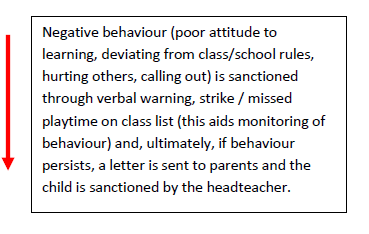 Negative behaviour (poor attitude to
learning, deviating from class/school rules,
hurting others, calling out) is sanctioned
through verbal warning, strike / missed
playtime on class list (this aids monitoring of
behaviour) and, ultimately, if behaviour
persists, a letter is sent to parents and the
child is sanctioned by the headteacher.